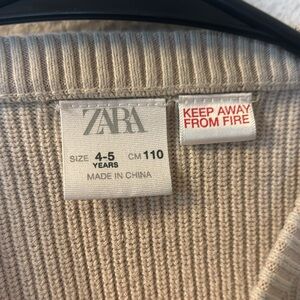 ZARA
SIZE 4-5 CM 110
YEARS
MADE IN CHINA
KEEP AWAY
FROM FIRE